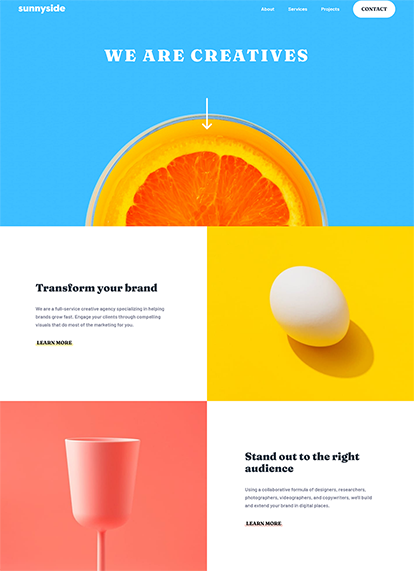 sunnyside
About Services Projects CONTACT
WE ARE CREATIVES
Transform your brand
We are a full-service creative agency specializing in helping
brands grow fast. Engage your clients through compelling
visuals that do most of the marketing for you.
LEARN MORE
Stand out to the right
audience
Using a collaborative formula of designers, researchers,
photographers, videographers, and copywriters, we'll build
and extend your brand in digital places.
LEARN MORE